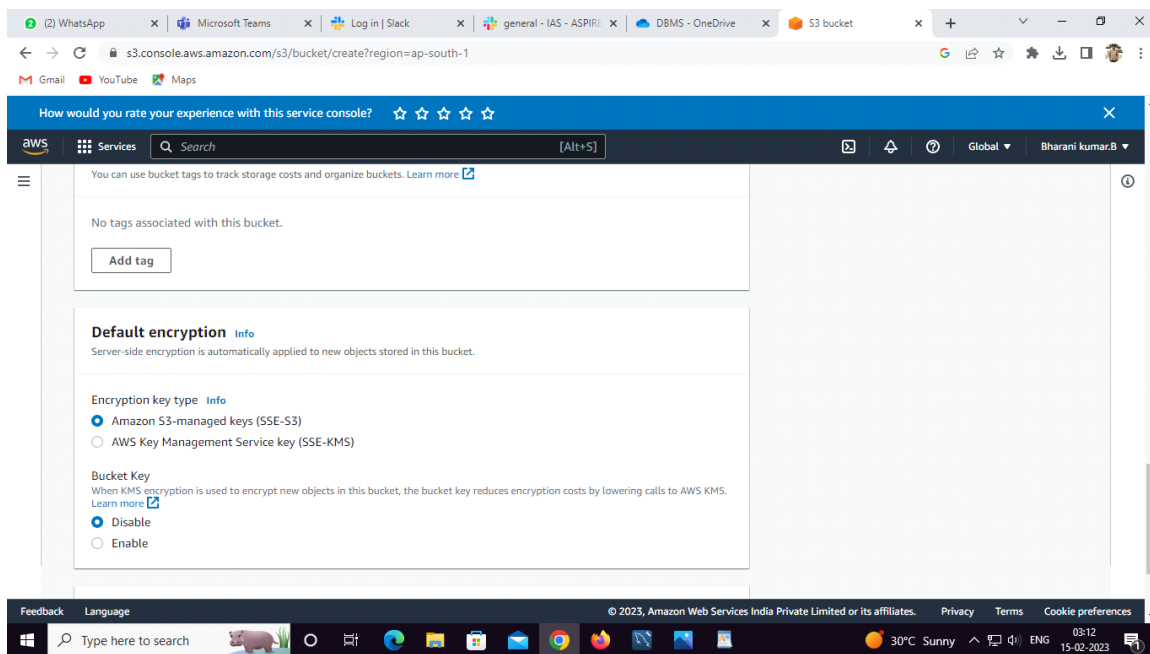 2 (2) WhatsApp
Microsoft Teams
Log in | Slack
general - IAS - ASPIRE
DBMS - OneDrive
S3 bucket
s3.console.aws.amazon.com/s3/bucket/create?region=ap-south-1
Gmail YouTube Maps
How would you rate your experience with this service console?
aws Services Search [Alt+S] Global Bharani kumar.B
You can use bucket tags to track storage costs and organize buckets. Learn more
No tags associated with this bucket.
Add tag
Default encryption Info
Server-side encryption is automatically applied to new objects stored in this bucket.
Encryption key type Info
Amazon S3-managed keys (SSE-S3)
AWS Key Management Service key (SSE-KMS)
Bucket Key
When KMS encryption is used to encrypt new objects in this bucket, the bucket key reduces encryption costs by lowering calls to AWS KMS.
Learn more
Disable
Enable
Feedback Language © 2023, Amazon Web Services India Private Limited or its affiliates. Privacy Terms Cookie preferences
Type here to search 30°C Sunny ENG 03:12
15-02-2023 1